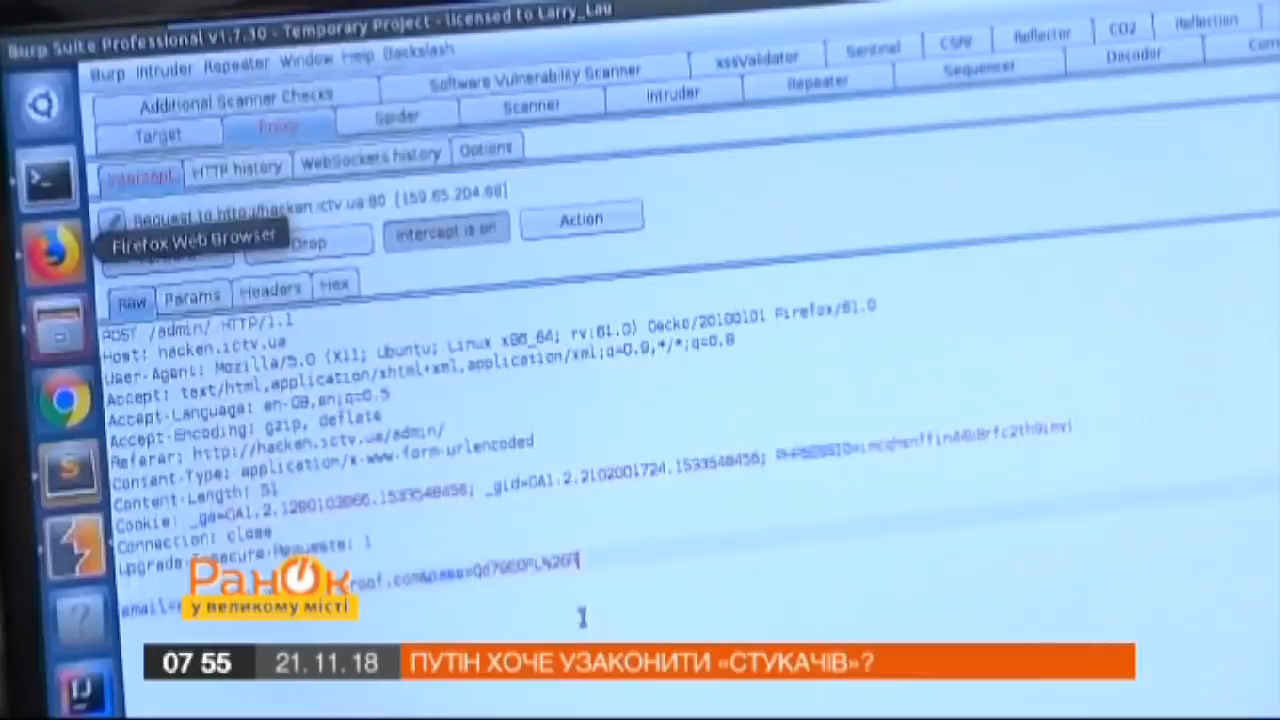 Burp Suite Professional v1.7.30 - Temporary Project - licensed to Larry_Lau
Burp Intruder Repeater Window Help Backslash
Additional Scanner Checks Software Vulnerability Scanner xssValidator Sentinel CSRF Reflector CO2 Reflection
Target Proxy Spider Scanner Intruder Repeater Sequencer Decoder
Intercept HTTP history WebSockets history Options
Request to http://hacken.ictv.ua:80 [159.65.204.68]
Firefox Web Browser
Drop Intercept is on Action
Raw Params Headers Hex
POST /admin/ HTTP/1.1
Host: hacken.ictv.ua
User-Agent: Mozilla/5.0 (X11; Ubuntu; Linux x86_64; rv:61.0) Gecko/20100101 Firefox/61.0
Accept: text/html,application/xhtml+xml,application/xml;q=0.9,*/*;q=0.8
Accept-Language: en-GB,en;q=0.5
Accept-Encoding: gzip, deflate
Referer: http://hacken.ictv.ua/admin/
Content-Type: application/x-www-form-urlencoded
Content-Length: 51
Cookie:
Connection: close
Upgrade-Insecure-Requests: 1
Ранок
у великому місті
07 55 21.11.18 ПУТІН ХОЧЕ УЗАКОНИТИ «СТУКАЧІВ»?